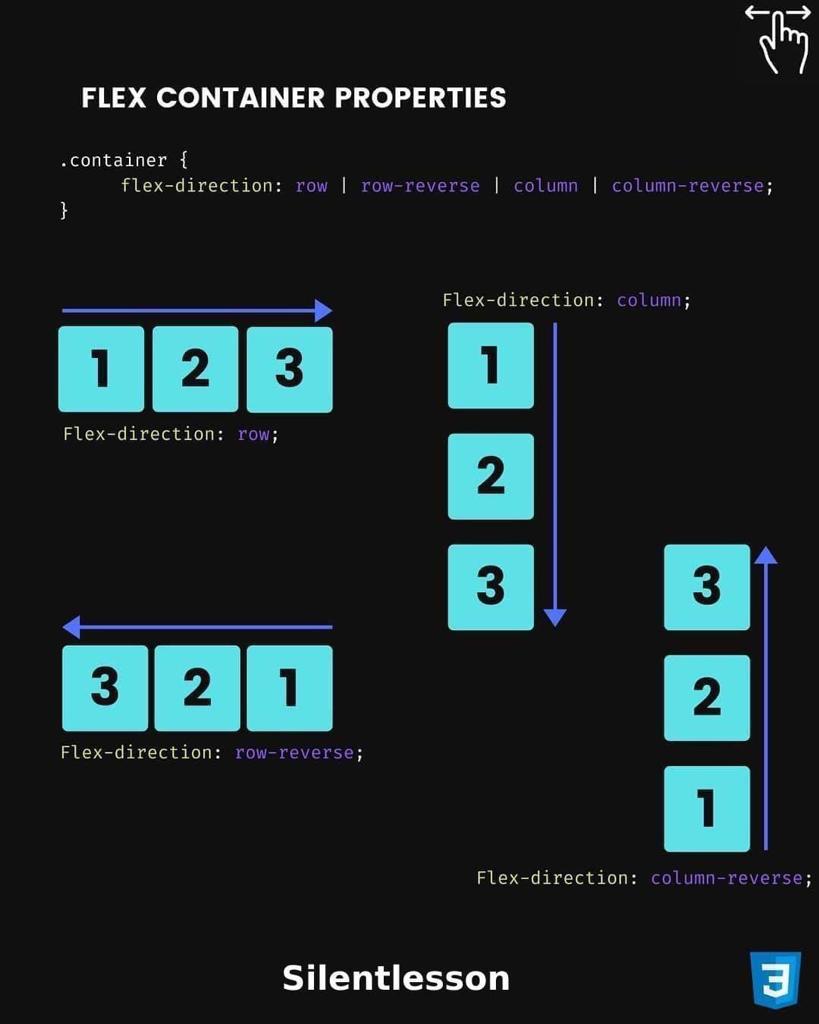 FLEX CONTAINER PROPERTIES
.container {
flex-direction: row | row-reverse | column | column-reverse;
}
1 2 3
Flex-direction: row;
Flex-direction: column;
1
2
3
3 2 1
Flex-direction: row-reverse;
3
2
1
Flex-direction: column-reverse;
Silentlesson
3